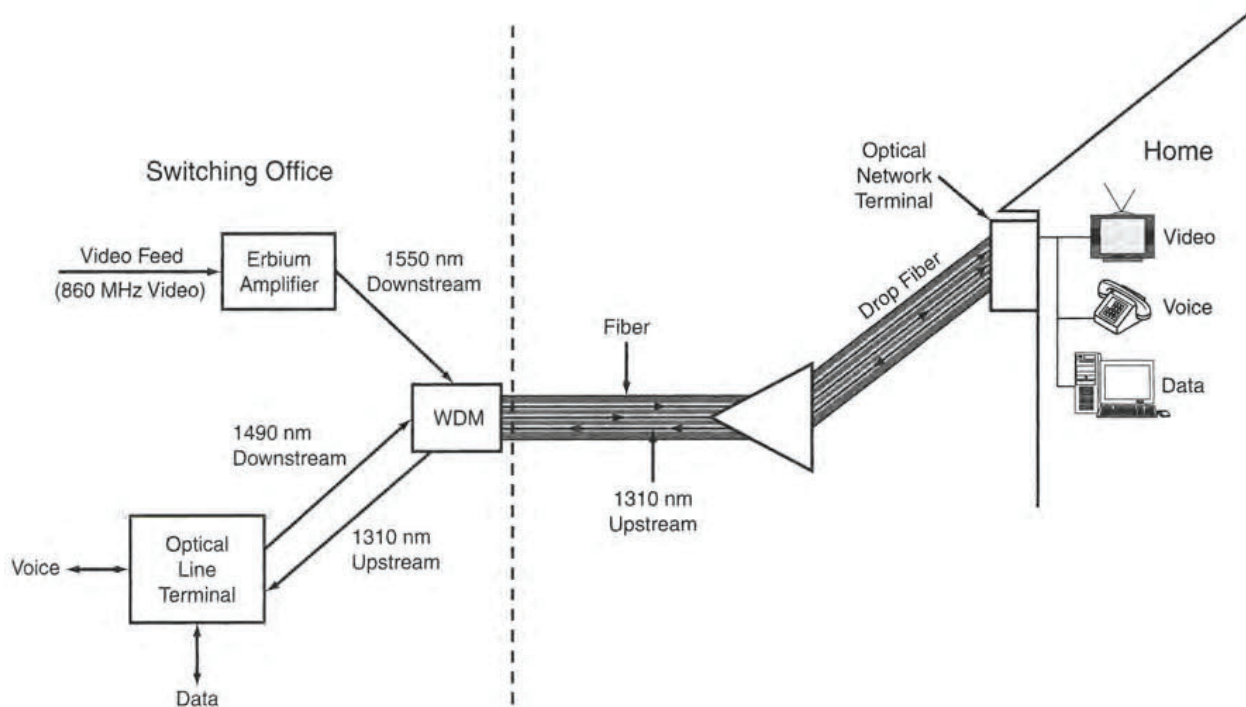 Switching Office
Video Feed
(860 MHz Video)
Erbium
Amplifier
1550 nm
Downstream
WDM
1490 nm
Downstream
1310 nm
Upstream
Optical
Line
Terminal
Voice
Data
Fiber
1310 nm
Upstream
Drop Fiber
Optical
Network
Terminal
Home
Video
Voice
Data